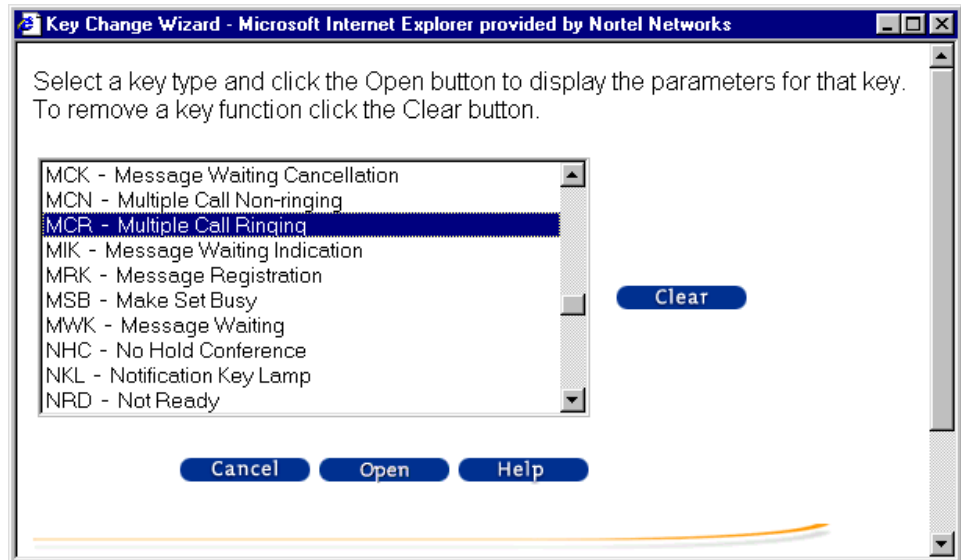 Key Change Wizard - Microsoft Internet Explorer provided by Nortel Networks
Select a key type and click the Open button to display the parameters for that key.
To remove a key function click the Clear button.
MCK - Message Waiting Cancellation
MCN - Multiple Call Non-ringing
MCR - Multiple Call Ringing
MIK - Message Waiting Indication
MRK - Message Registration
MSB - Make Set Busy
MWK - Message Waiting
NHC - No Hold Conference
NKL - Notification Key Lamp
NRD - Not Ready
Clear
Cancel Open Help